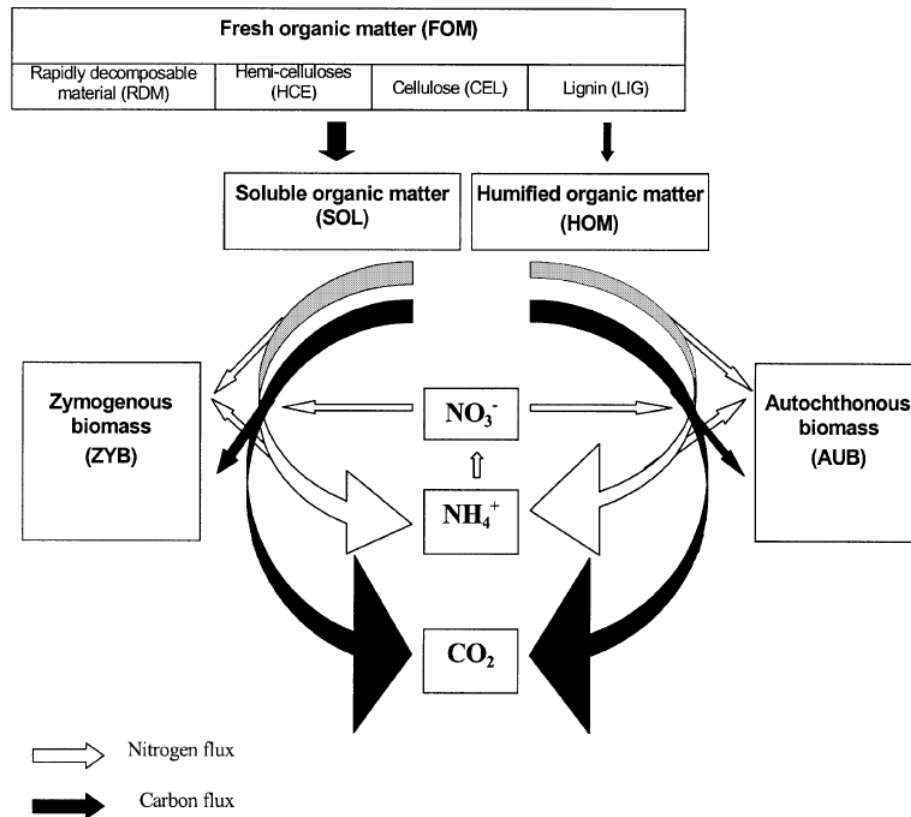 Fresh organic matter (FOM)
Rapidly decomposable
material (RDM)
Hemi-celluloses
(HCE)
Cellulose (CEL)
Lignin (LIG)
Soluble organic matter
(SOL)
Humified organic matter
(HOM)
Zymogenous
biomass
(ZYB)
NO₃⁻
Autochthonous
biomass
(AUB)
NH₄⁺
CO₂
Nitrogen flux
Carbon flux